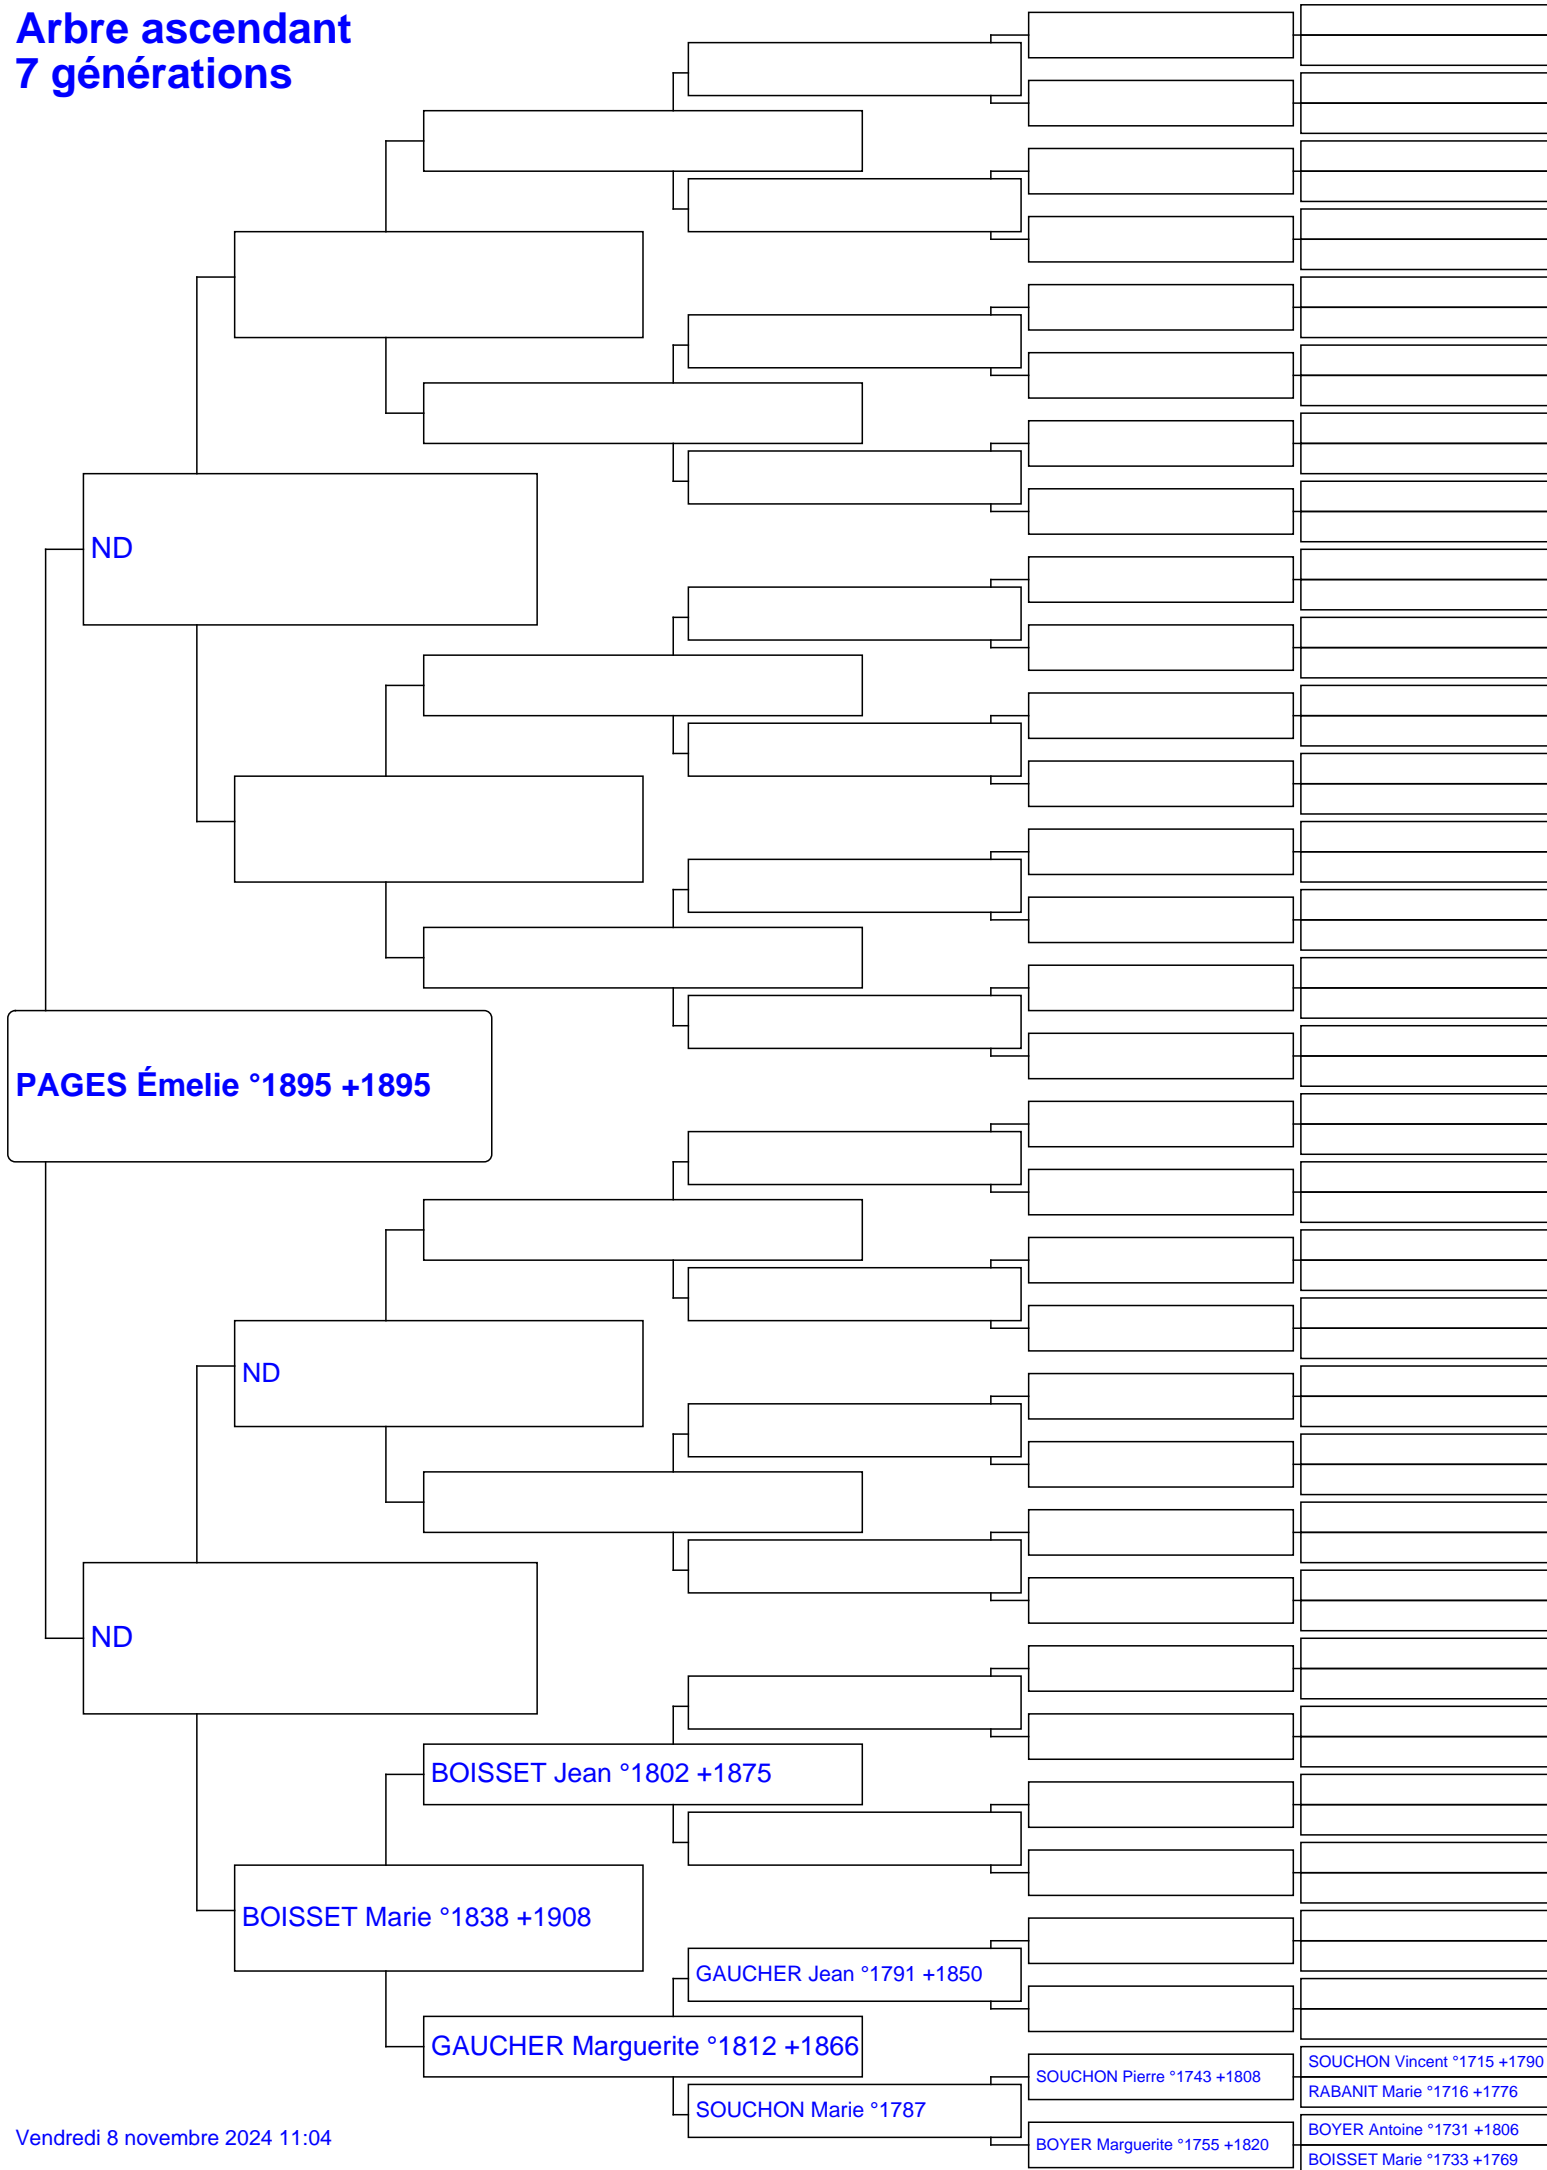 Arbre ascendant
7 générations
ND
PAGES Émelie °1895 +1895
ND
ND
BOISSET Jean °1802 +1875
BOISSET Marie °1838 +1908
GAUCHER Jean °1791 +1850
GAUCHER Marguerite °1812 +1866
SOUCHON Vincent °1715 +1790
SOUCHON Pierre °1743 +1808
RABANIT Marie °1716 +1776
SOUCHON Marie °1787
BOYER Antoine °1731 +1806
BOYER Marguerite °1755 +1820
BOISSET Marie °1733 +1769
Vendredi 8 novembre 2024 11:04